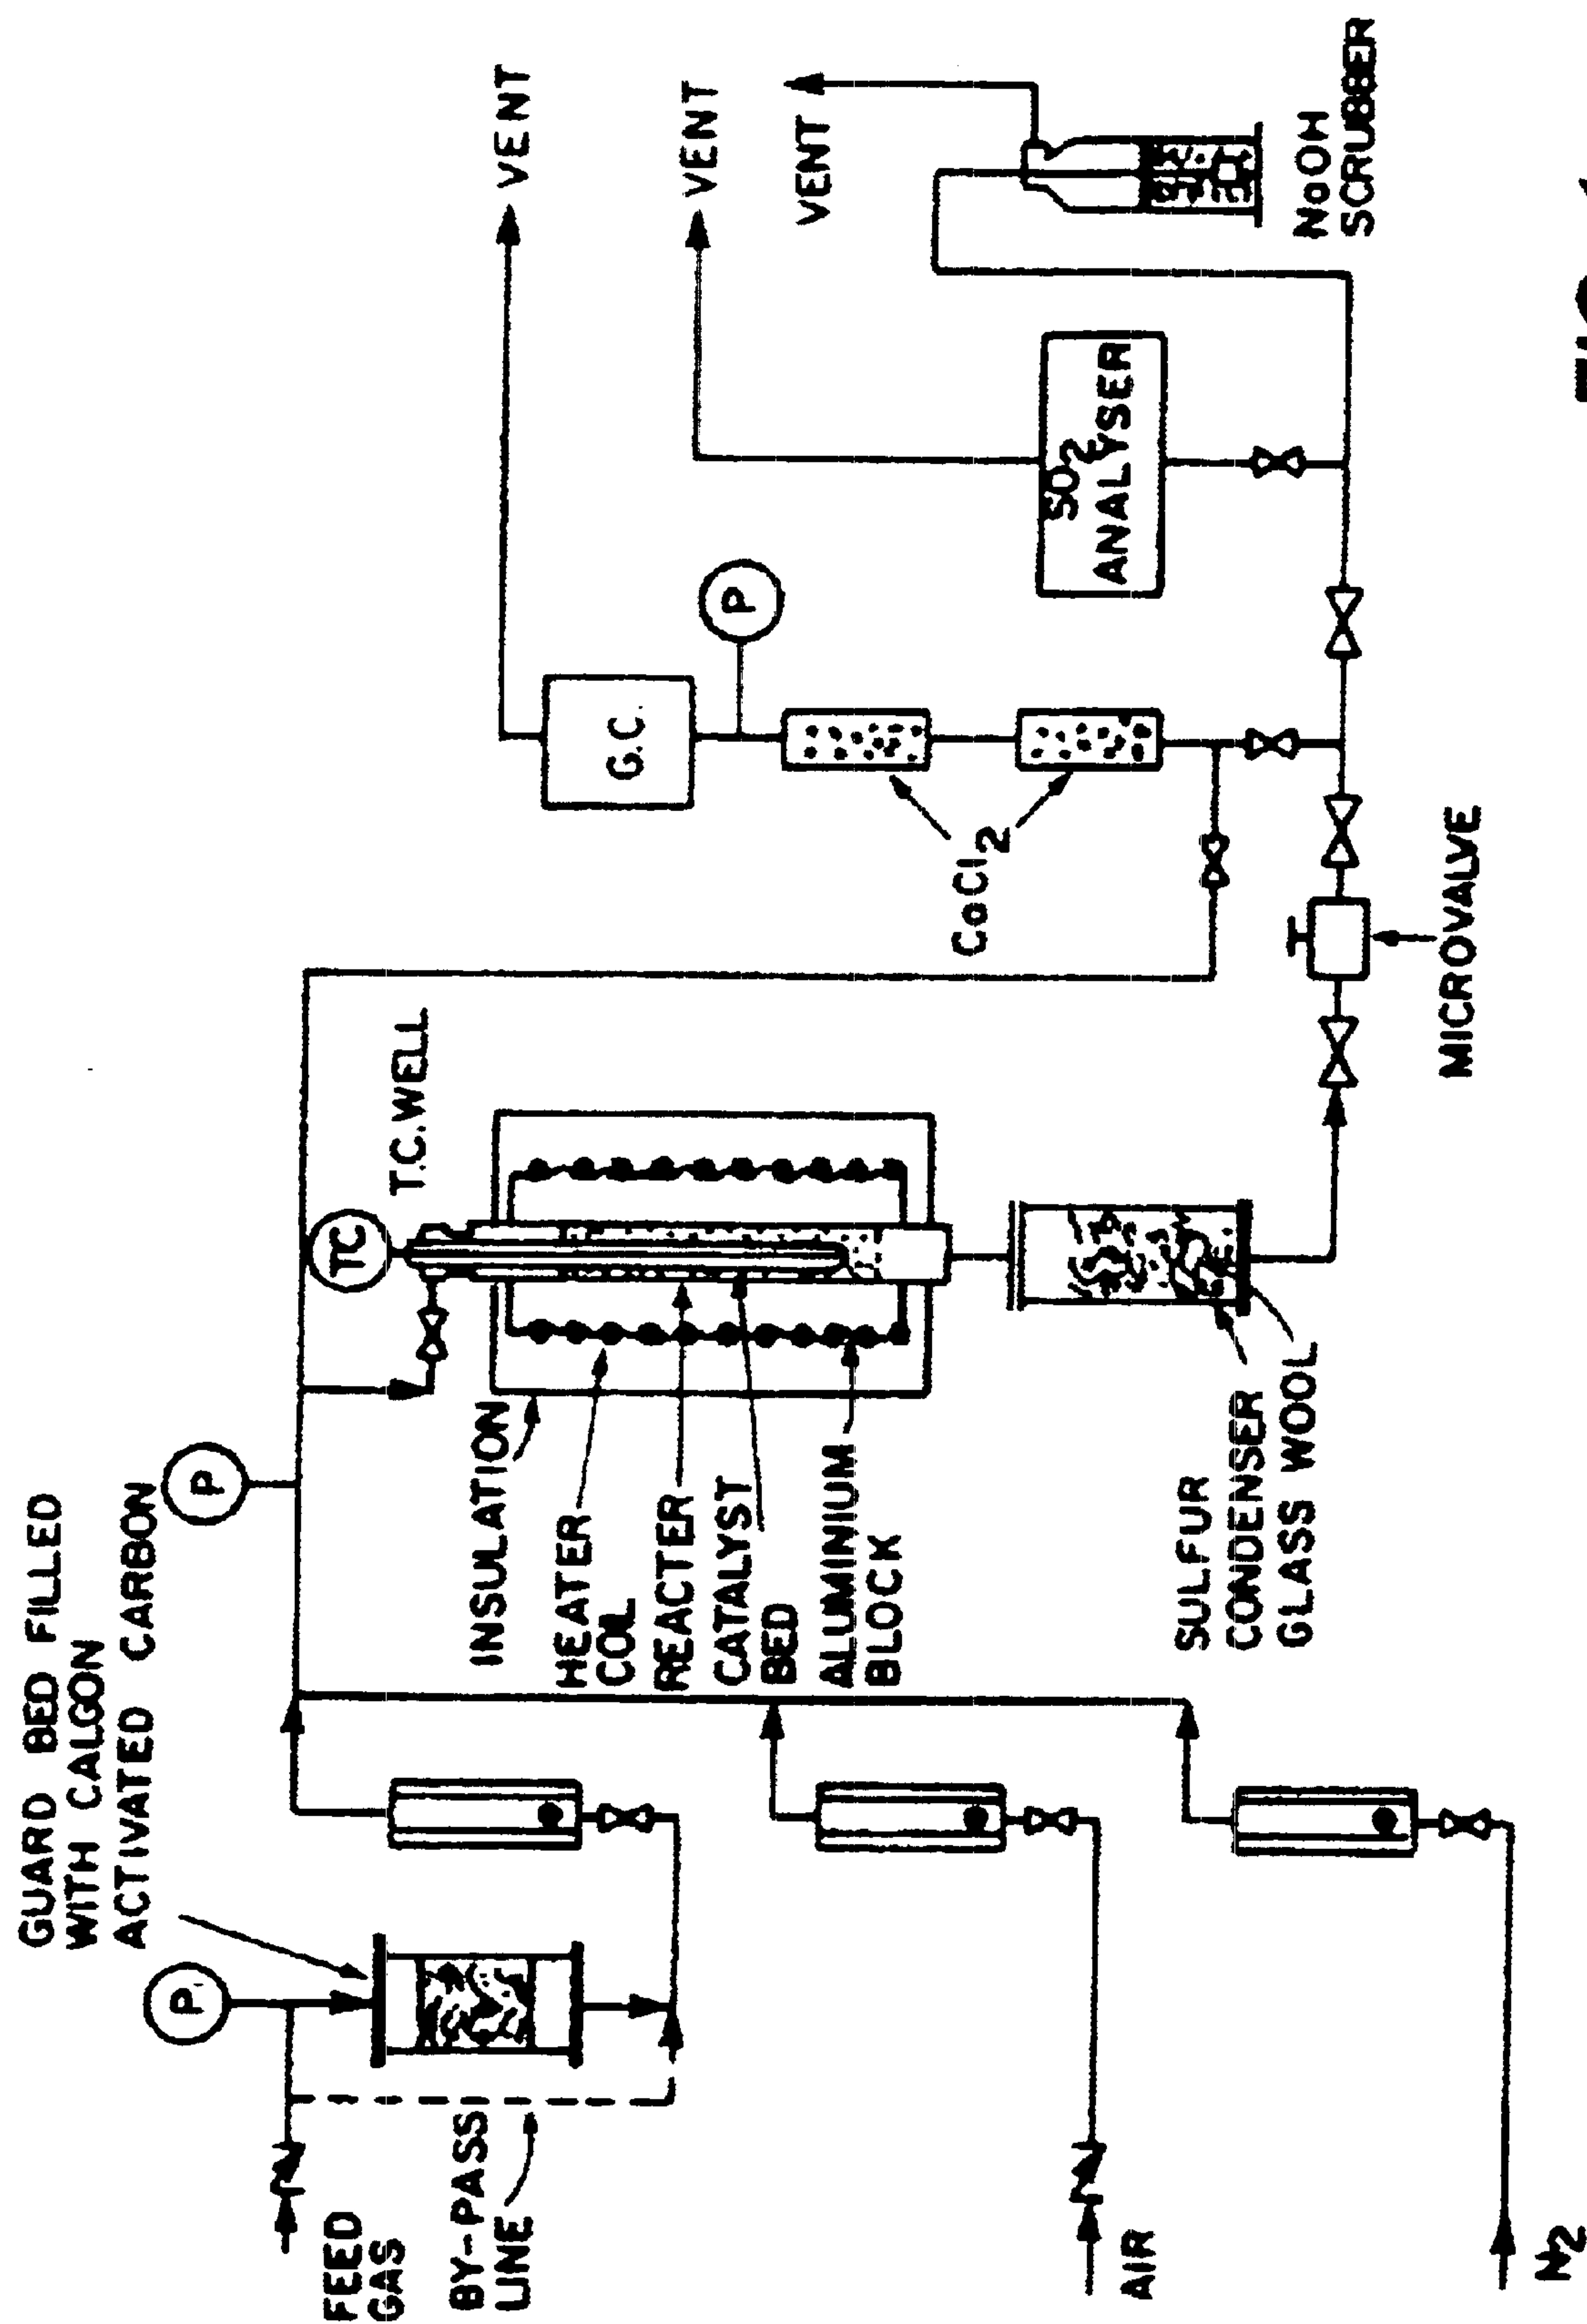 GUARD BED FILLED
WITH CALGON
ACTIVATED CARBON
P
P
FEED
GAS
BY-PASS
LINE
AIR
N2
TC
T.C.WELL
INSULATION
HEATER
COIL
REACTER
CATALYST
BED
ALUMINIUM
BLOCK
SULFUR
CONDENSER
GLASS WOOL
MICROVALVE
CaCl2
G.C.
P
SO2
ANALYSER
VENT
VENT
VENT
NaOH
SCRUBBER